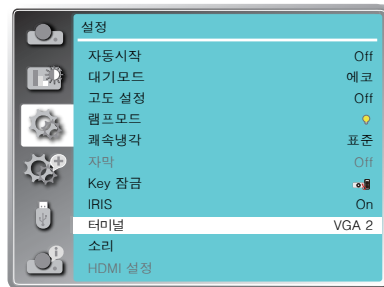 설정
자동시작 Off
대기모드 에코
고도 설정 Off
램프모드
쾌속냉각 표준
자막 Off
Key 잠금
IRIS On
터미널 VGA 2
소리
HDMI 설정